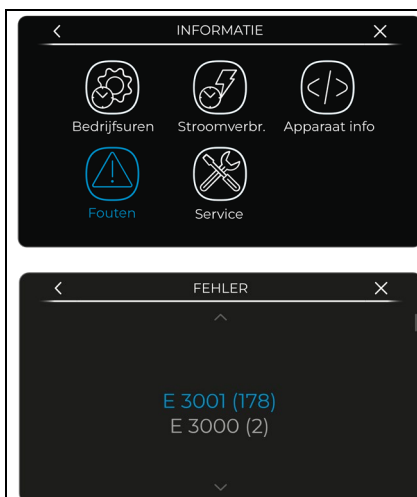 INFORMATIE
Bedrijfsuren Stroomverbr. Apparaat info
Fouten Service
FEHLER
E 3001 (178)
E 3000 (2)